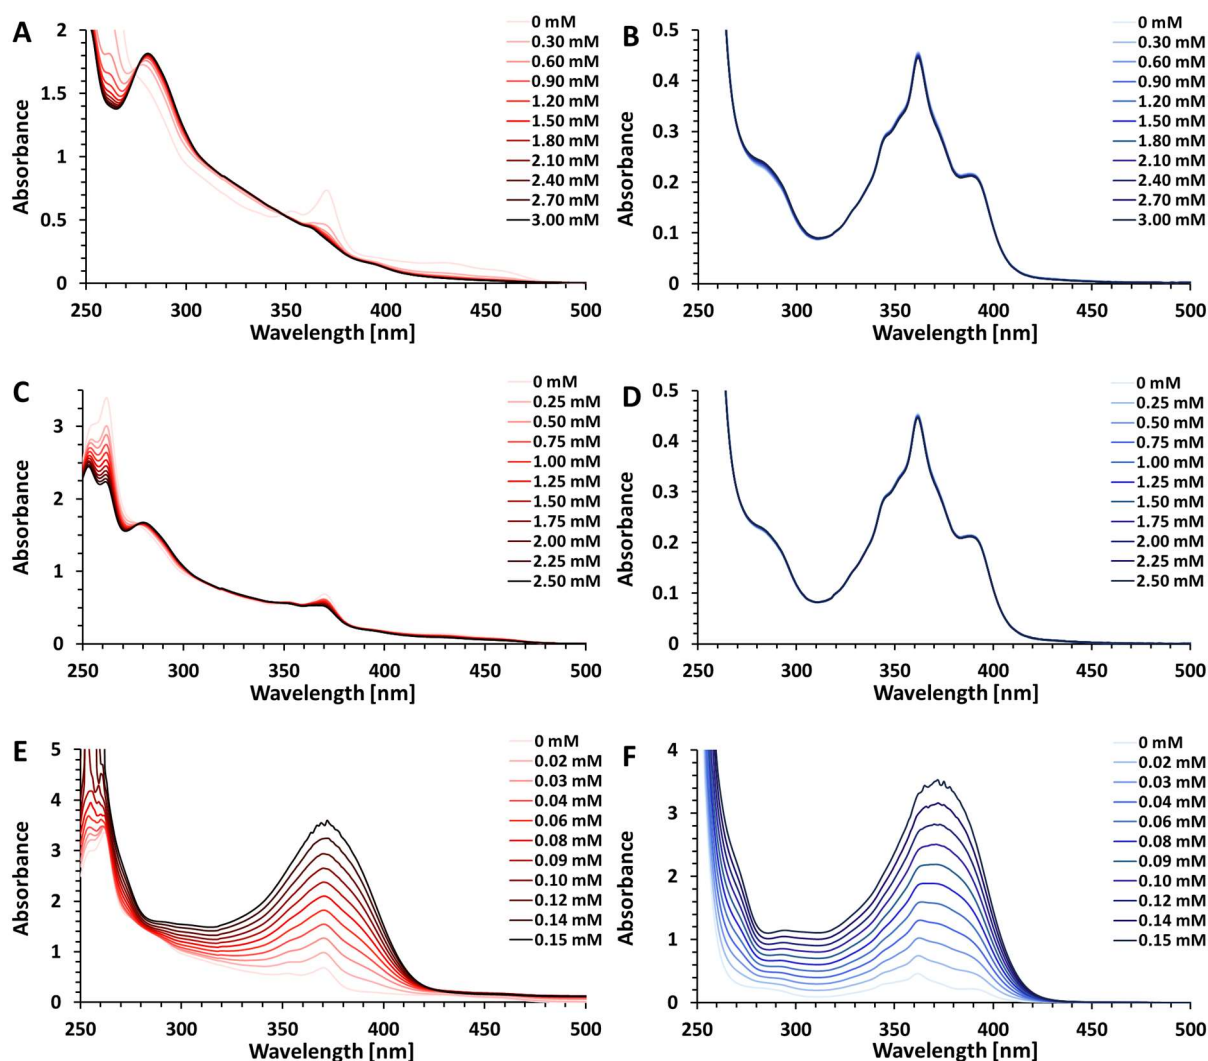 A
2
1.5
1
0.5
0
250 300 350 400 450 500
Absorbance
Wavelength [nm]
0 mM
0.30 mM
0.60 mM
0.90 mM
1.20 mM
1.50 mM
1.80 mM
2.10 mM
2.40 mM
2.70 mM
3.00 mM
B
0.5
0.4
0.3
0.2
0.1
0
250 300 350 400 450 500
Absorbance
Wavelength [nm]
0 mM
0.30 mM
0.60 mM
0.90 mM
1.20 mM
1.50 mM
1.80 mM
2.10 mM
2.40 mM
2.70 mM
3.00 mM
C
3
2
1
0
250 300 350 400 450 500
Absorbance
Wavelength [nm]
0 mM
0.25 mM
0.50 mM
0.75 mM
1.00 mM
1.25 mM
1.50 mM
1.75 mM
2.00 mM
2.25 mM
2.50 mM
D
0.5
0.4
0.3
0.2
0.1
0
250 300 350 400 450 500
Absorbance
Wavelength [nm]
0 mM
0.25 mM
0.50 mM
0.75 mM
1.00 mM
1.25 mM
1.50 mM
1.75 mM
2.00 mM
2.25 mM
2.50 mM
E
5
4
3
2
1
0
250 300 350 400 450 500
Absorbance
Wavelength [nm]
0 mM
0.02 mM
0.03 mM
0.04 mM
0.06 mM
0.08 mM
0.09 mM
0.10 mM
0.12 mM
0.14 mM
0.15 mM
F
4
3
2
1
0
250 300 350 400 450 500
Absorbance
Wavelength [nm]
0 mM
0.02 mM
0.03 mM
0.04 mM
0.06 mM
0.08 mM
0.09 mM
0.10 mM
0.12 mM
0.14 mM
0.15 mM